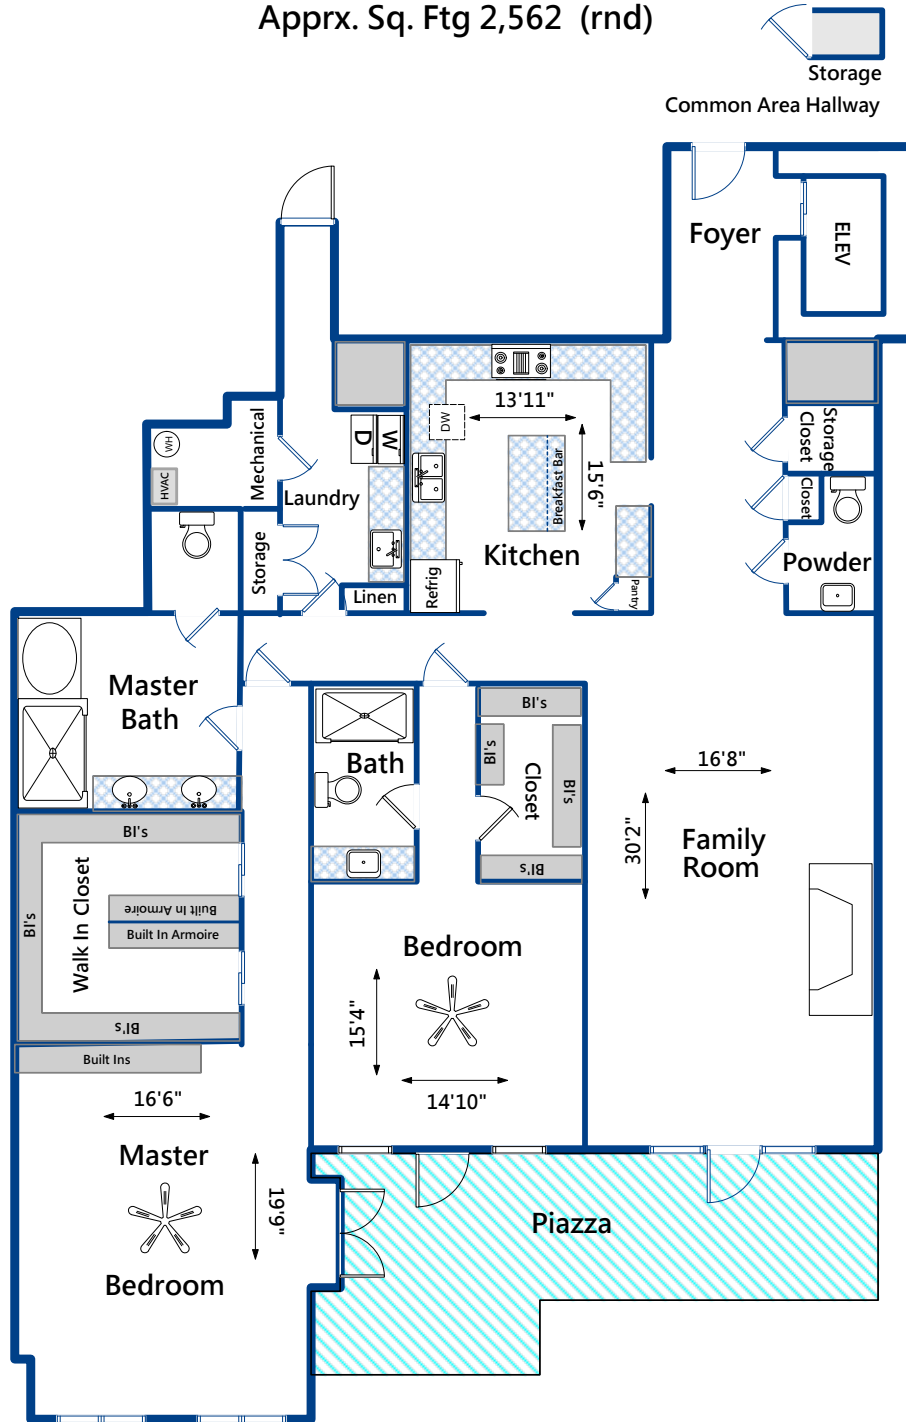 Apprx. Sq. Ftg 2,562 (rnd)
Storage
Common Area Hallway
Foyer
ELEV
13'11"
DW
15'6"
Breakfast Bar
Kitchen
Refrig
Pantry
Storage
Closet
Closet
Powder
Mechanical
WH
HVAC
W
D
Laundry
Storage
Linen
Master
Bath
Bath
BI's
BI's
BI's
BI's
Closet
16'8"
30'2"
Family
Room
BI's
BI's
Walk In Closet
Built In Armoire
Built In Armoire
BI's
Built Ins
Bedroom
15'4"
14'10"
16'6"
Master
19'9"
Bedroom
Piazza